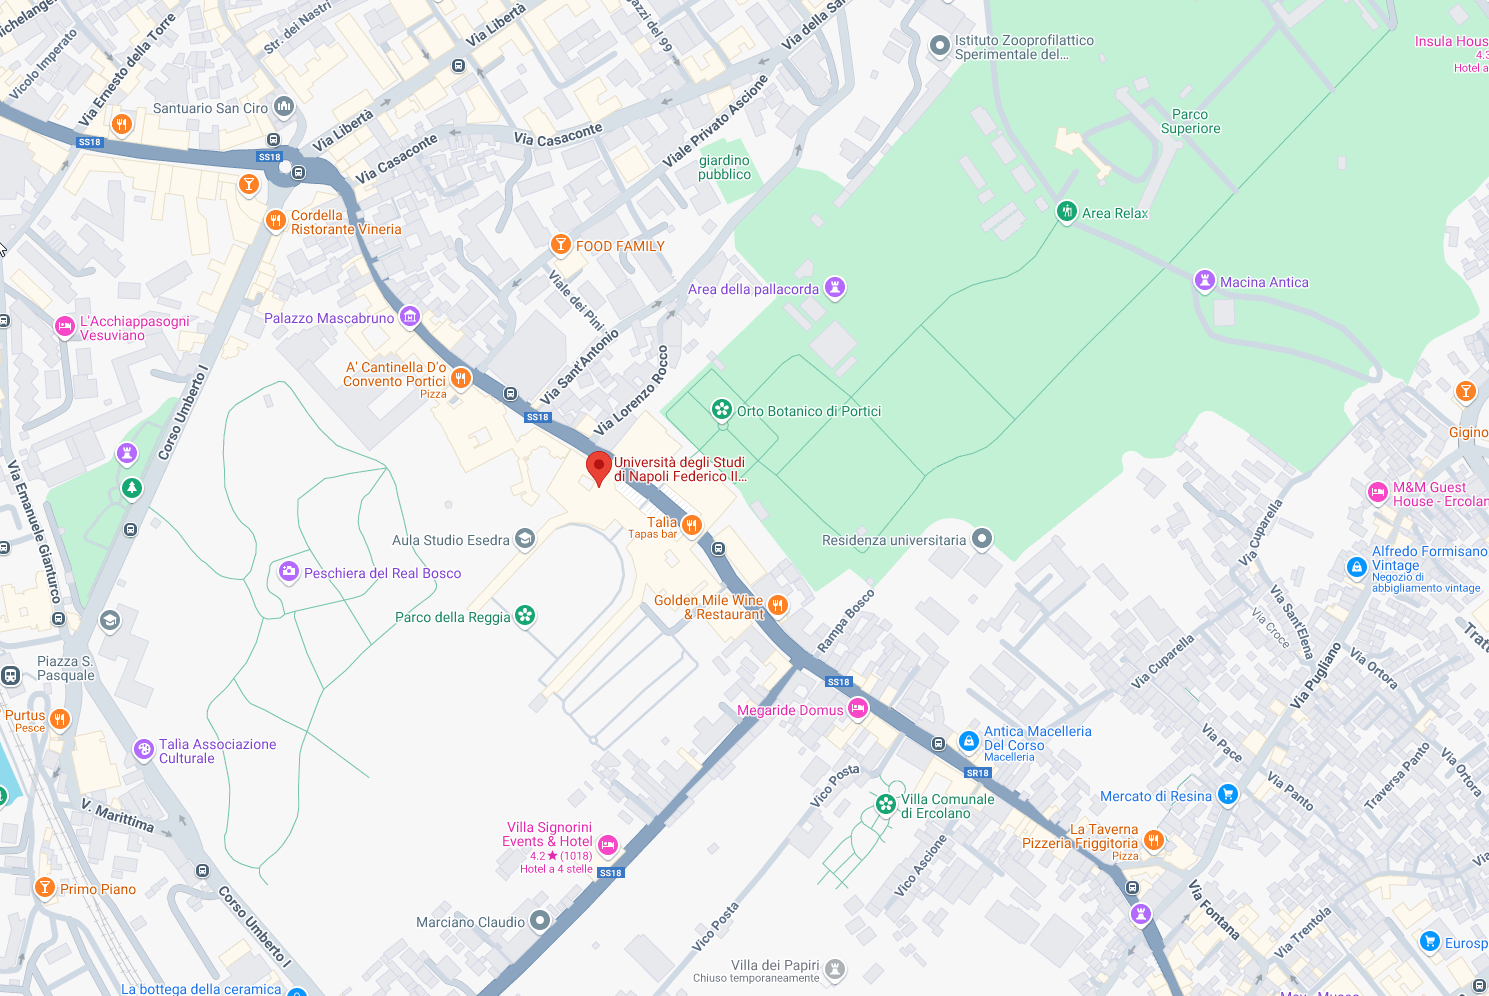 Michelangelo
Vicolo Imperato
Via Ernesto della Torre
Str. dei Nastri
Via Libertà
Via della
Istituto Zooprofilattico
Sperimentale del...
Insula Hous
4.3
Hotel a
Santuario San Ciro
SS18
SS18
Via Libertà
Via Casaconte
Via Casaconte
Viale Privato Ascione
giardino
pubblico
Parco
Superiore
Area Relax
Cordella
Ristorante Vineria
FOOD FAMILY
Viale dei Pini
Area della pallacorda
Macina Antica
L'Acchiappasogni
Vesuviano
Palazzo Mascabruno
A' Cantinella D'o
Convento Portici
Pizza
Via Sant'Antonio
Via Lorenzo Rocco
SS18
Corso Umberto I
Orto Botanico di Portici
Gigino
Università degli Studi
di Napoli Federico II...
M&M Guest
House - Ercolan
Via Emanuele Gianturco
Talìa
Tapas bar
Aula Studio Esedra
Residenza universitaria
Via Cuparella
Alfredo Formisano
Vintage
Negozio di
abbigliamento vintage
Peschiera del Real Bosco
Parco della Reggia
Golden Mile Wine
& Restaurant
Rampa Bosco
Via Sant'Elena
Via Croce
Via Cuparella
Via Pugliano
Via Ortora
Piazza S.
Pasquale
SS18
Purtus
Pesce
Megaride Domus
Antica Macelleria
Del Corso
Macelleria
SR18
Talìa Associazione
Culturale
Via Pace
Via Panto
Traversa Panto
Via Ortora
Vico Posta
Mercato di Resina
V. Marittima
Villa Comunale
di Ercolano
Villa Signorini
Events & Hotel
4.2★ (1018)
Hotel a 4 stelle
SS18
La Taverna
Pizzeria Friggitoria
Pizza
Vico Ascione
Primo Piano
Corso Umberto I
Via Fontana
Via Trentola
Marciano Claudio
Vico Posta
Eurosp
Villa dei Papiri
Chiuso temporaneamente
La bottega della ceramica